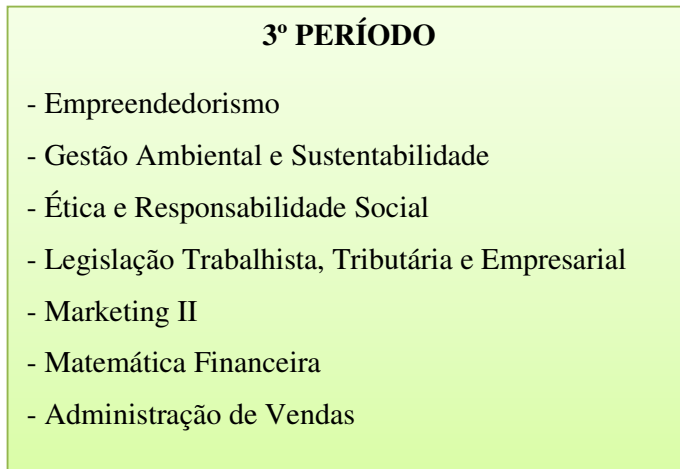 3º PERÍODO
- Empreendedorismo
- Gestão Ambiental e Sustentabilidade
- Ética e Responsabilidade Social
- Legislação Trabalhista, Tributária e Empresarial
- Marketing II
- Matemática Financeira
- Administração de Vendas